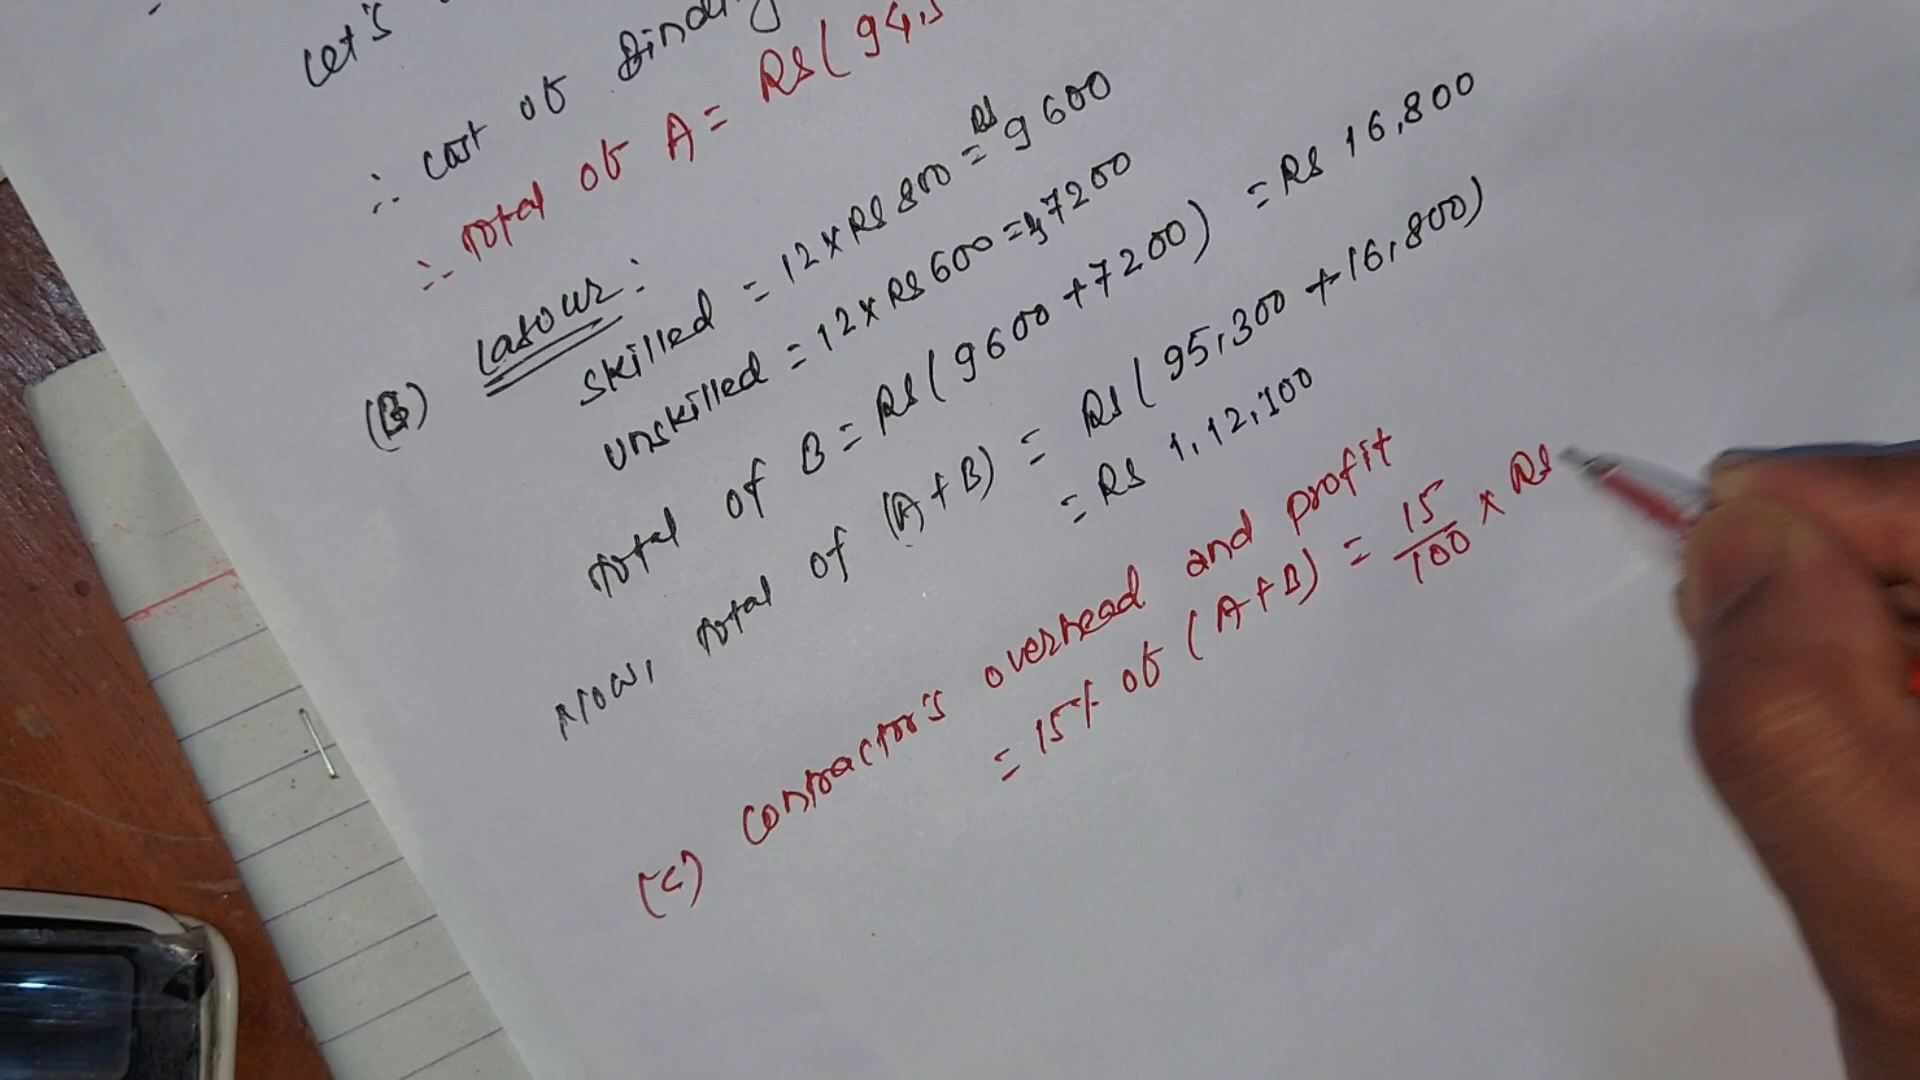 Let's
∴ cost of Binding
∴ Total of A = Rs ( 94,5
(B) Labour :
Skilled = 12 × Rs 800 = Rs 9600
Unskilled = 12 × Rs 600 = 7200
Total of B = Rs ( 9600 + 7200 ) = Rs 16,800
Now, Total of (A + B) = Rs ( 95,300 + 16,800)
= Rs 1,12,100
(C) Contractor's overhead and profit
= 15% of (A + B) = 15/100 × Rs